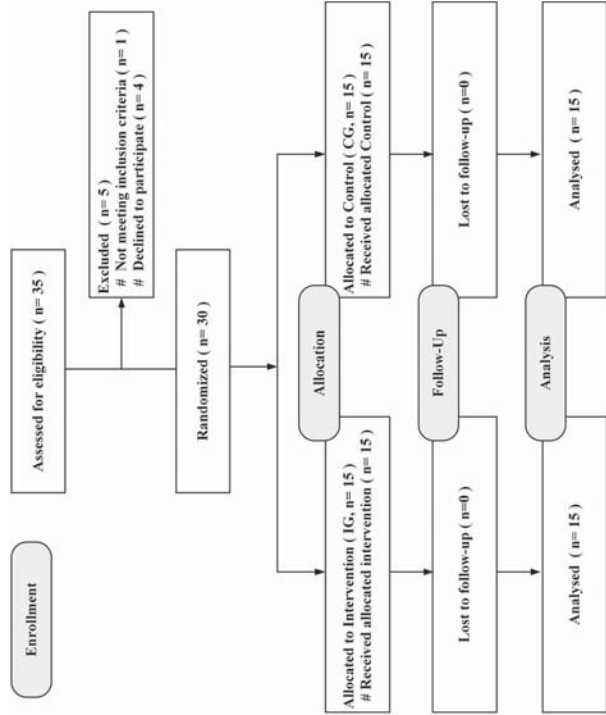 Enrollment
Assessed for eligibility ( n= 35 )
Excluded ( n= 5 )
# Not meeting inclusion criteria ( n= 1 )
# Declined to participate ( n= 4 )
Randomized ( n= 30 )
Allocation
Allocated to Intervention ( IG, n= 15 )
# Received allocated intervention ( n= 15 )
Allocated to Control ( CG, n= 15 )
# Received allocated Control ( n= 15 )
Follow-Up
Lost to follow-up ( n=0 )
Lost to follow-up ( n=0 )
Analysis
Analysed ( n= 15 )
Analysed ( n= 15 )